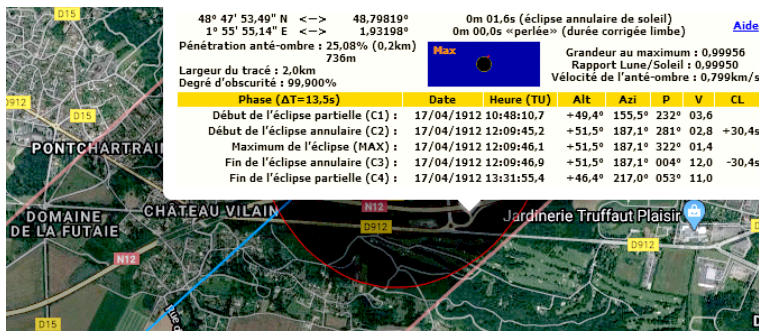 D15
48° 47' 53,49" N <—> 48,79819°
1° 55' 55,14" E <—> 1,93198°
0m 01,6s (éclipse annulaire de soleil)
0m 00,0s «perlée» (durée corrigée limbe)
Aide
Pénétration anté-ombre : 25,08% (0,2km)
736m
Largeur du tracé : 2,0km
Degré d'obscurité : 99,900%
Max
Grandeur au maximum : 0,99956
Rapport Lune/Soleil : 0,99950
Vélocité de l'anté-ombre : 0,799km/s
Phase (ΔT=13,5s) Date Heure (TU) Alt Azi P V CL
Début de l'éclipse partielle (C1) : 17/04/1912 10:48:10,7 +49,4° 155,5° 232° 03,6
Début de l'éclipse annulaire (C2) : 17/04/1912 12:09:45,2 +51,5° 187,1° 281° 02,8 +30,4s
Maximum de l'éclipse (MAX) : 17/04/1912 12:09:46,1 +51,5° 187,1° 322° 01,4
Fin de l'éclipse annulaire (C3) : 17/04/1912 12:09:46,9 +51,5° 187,1° 004° 12,0 -30,4s
Fin de l'éclipse partielle (C4) : 17/04/1912 13:31:55,4 +46,4° 217,0° 053° 11,0
D912
D15
PONTCHARTRAI
DOMAINE
DE LA FUTAIE
CHÂTEAU VILAIN
N12
D912
Jardinerie Truffaut Plaisir
D912
N12
D15